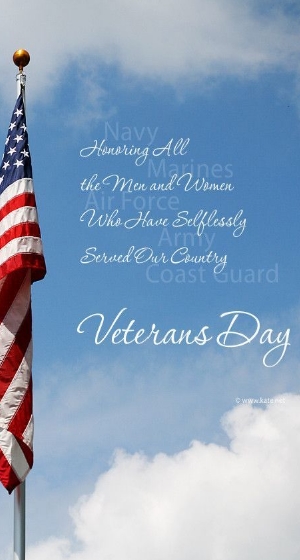 Navy
Honoring All
Marines
the Men and Women
Air Force
Who Have Selflessly
Army
Served Our Country
Coast Guard
Veterans Day
© www.kate.net